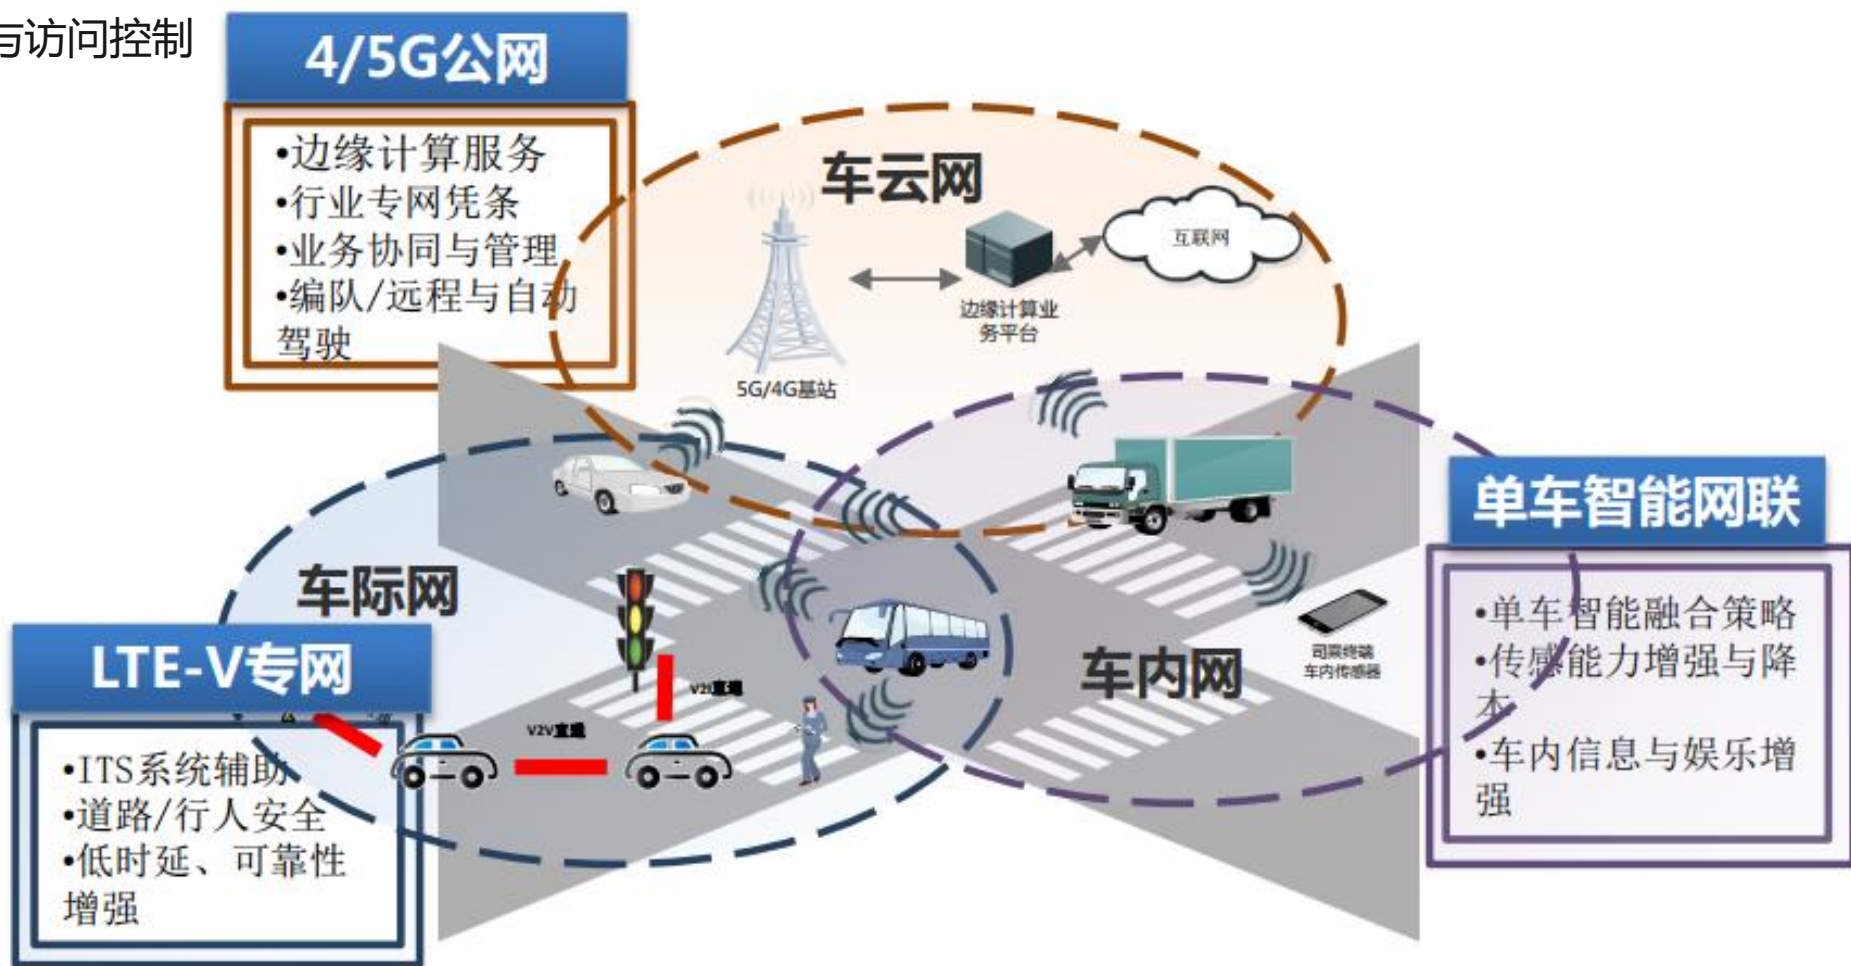 与访问控制
4/5G公网
•边缘计算服务
•行业专网凭条
•业务协同与管理
•编队/远程与自动
驾驶
车云网
互联网
边缘计算业
务平台
5G/4G基站
单车智能网联
•单车智能融合策略
•传感能力增强与降
本
•车内信息与娱乐增
强
车际网
车内网
司乘终端
车内传感器
LTE-V专网
V2V直通
•ITS系统辅助
•道路/行人安全
•低时延、可靠性
增强